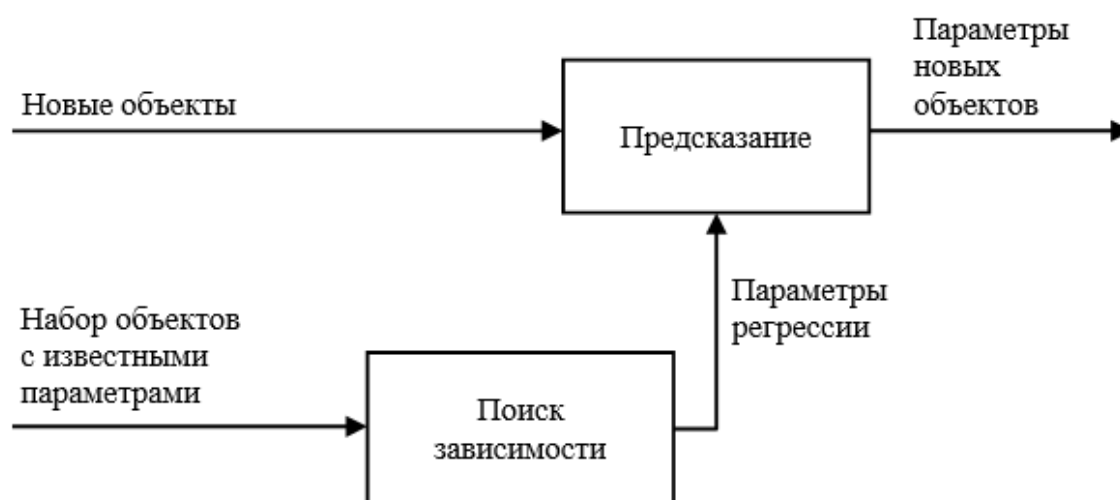 Параметры
новых
объектов
Новые объекты
Предсказание
Параметры
регрессии
Набор объектов
с известными
параметрами
Поиск
зависимости